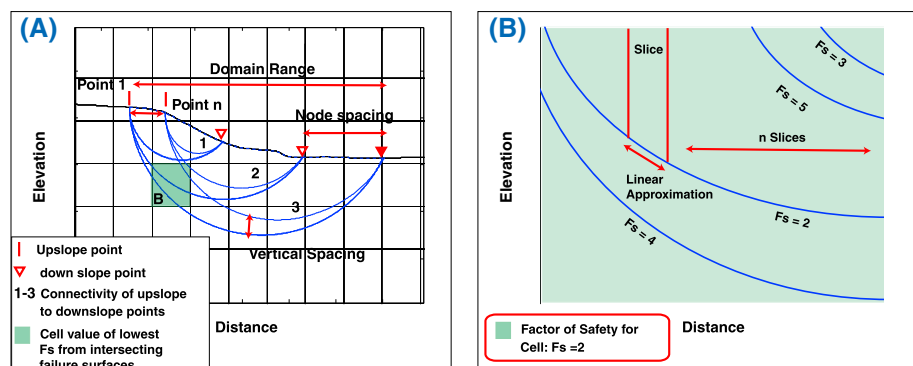 (A)
Domain Range
Point 1
Point n
Node spacing
1
2
3
B
Vertical Spacing
Elevation
Distance
Upslope point
down slope point
1-3 Connectivity of upslope
to downslope points
Cell value of lowest
Fs from intersecting
failure surfaces
(B)
Slice
Fs = 3
Fs = 5
n Slices
Linear
Approximation
Fs = 2
Fs = 4
Elevation
Distance
Factor of Safety for
Cell: Fs =2